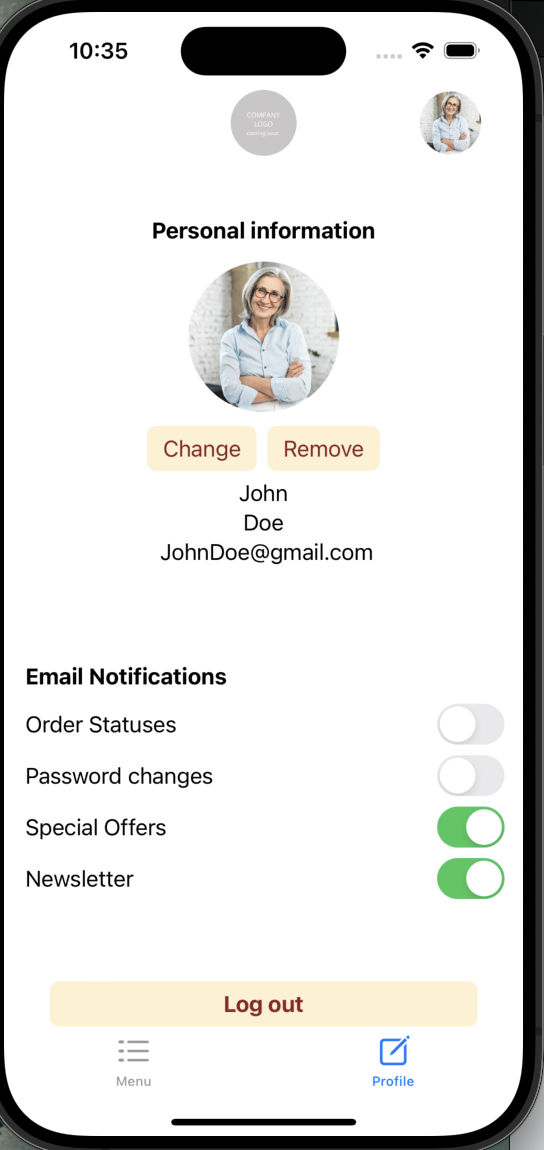 10:35
COMPANY
LOGO
coming soon
Personal information
Change Remove
John
Doe
JohnDoe@gmail.com
Email Notifications
Order Statuses
Password changes
Special Offers
Newsletter
Log out
Menu Profile